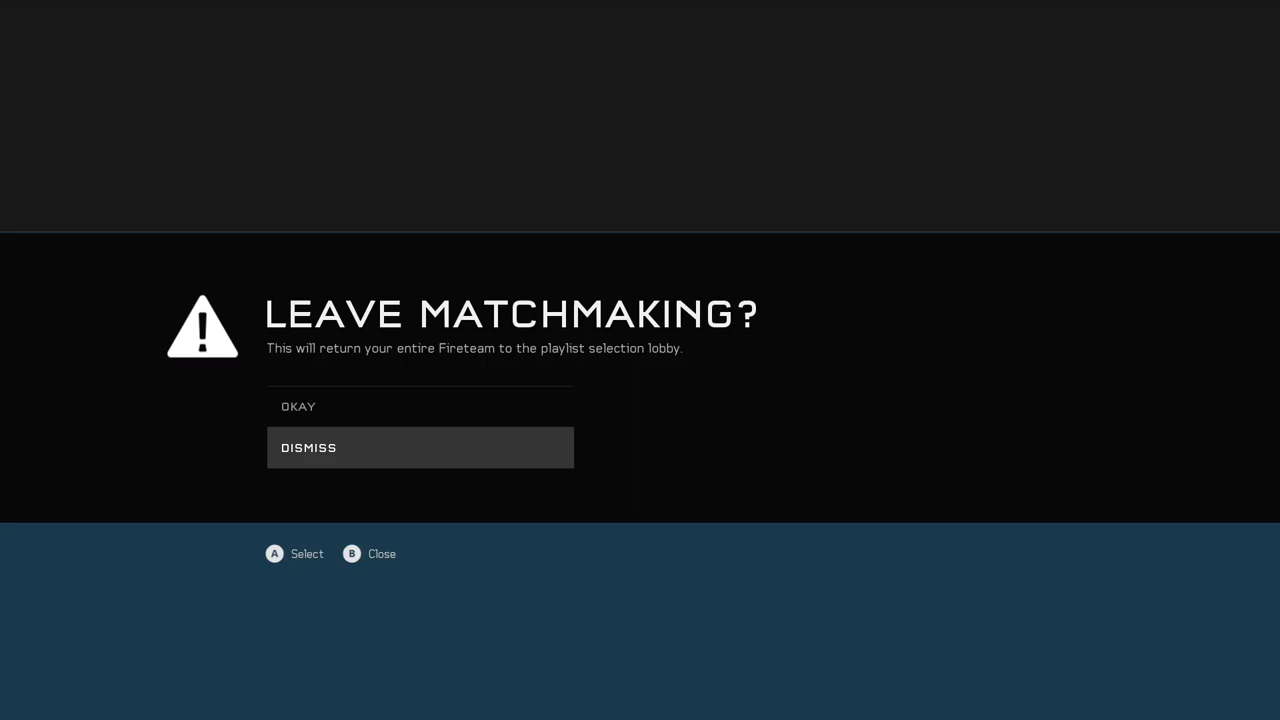 LEAVE MATCHMAKING?
This will return your entire Fireteam to the playlist selection lobby.
OKAY
DISMISS
A Select B Close